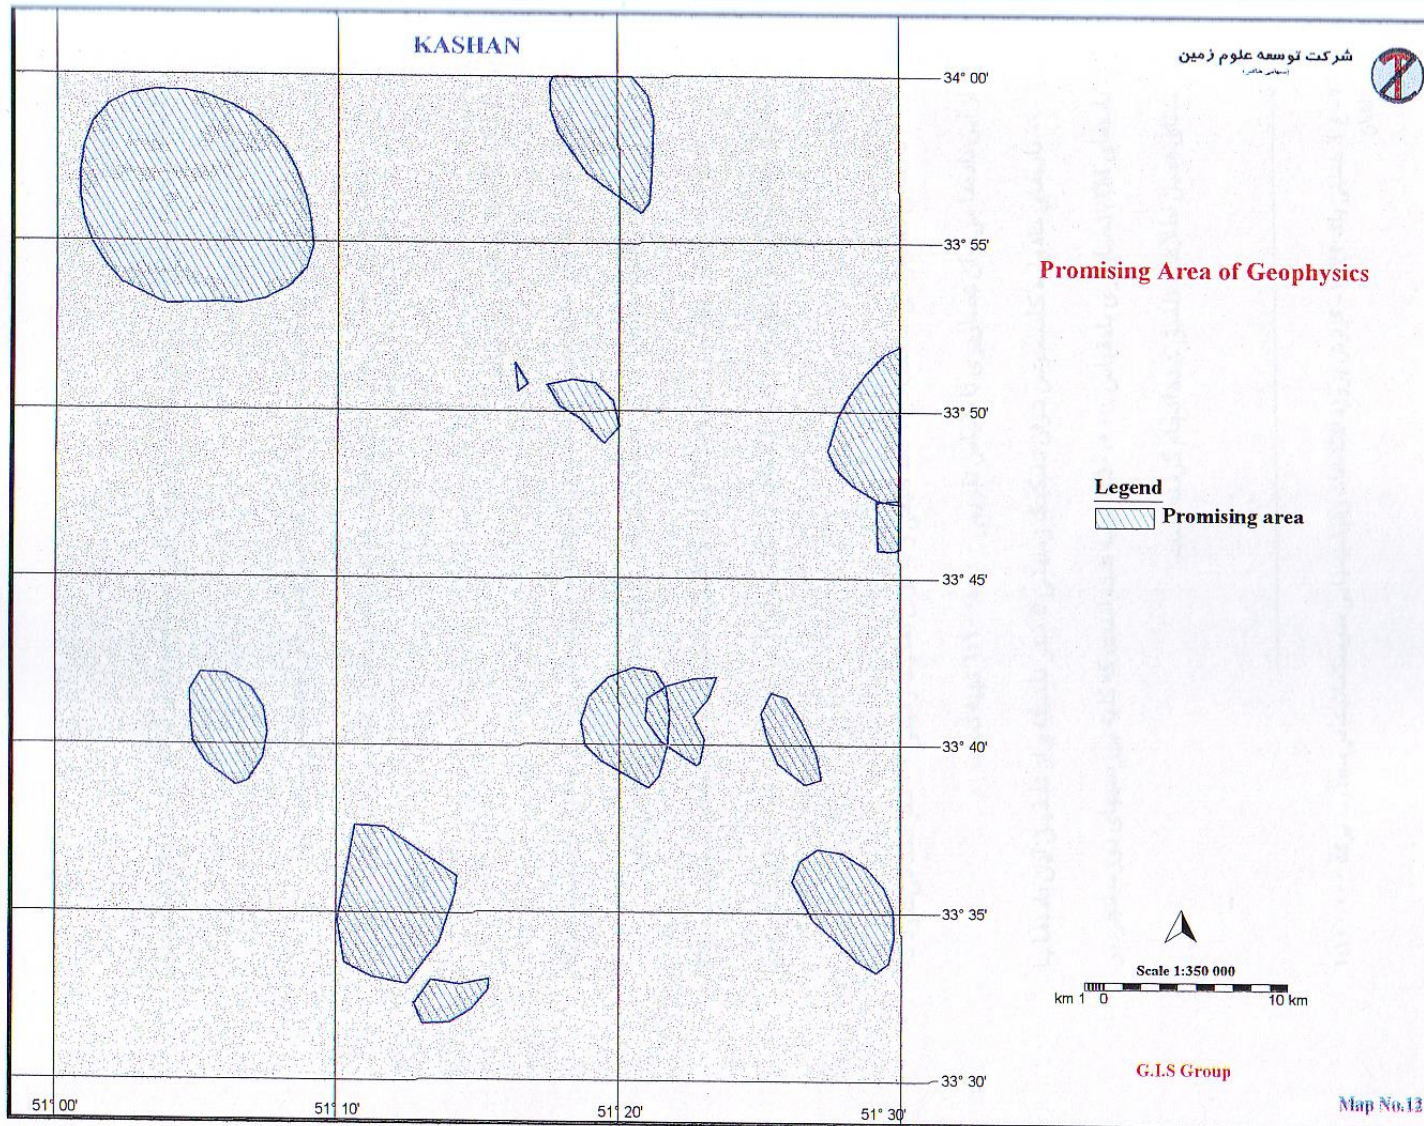 KASHAN
شرکت توسعه علوم زمین
(سهامی خاص)
34° 00'
33° 55'
Promising Area of Geophysics
33° 50'
Legend
Promising area
33° 45'
33° 40'
33° 35'
Scale 1:350 000
km 1 0 10 km
33° 30'
G.I.S Group
51° 00'
51° 10'
51° 20'
51° 30'
Map No.12